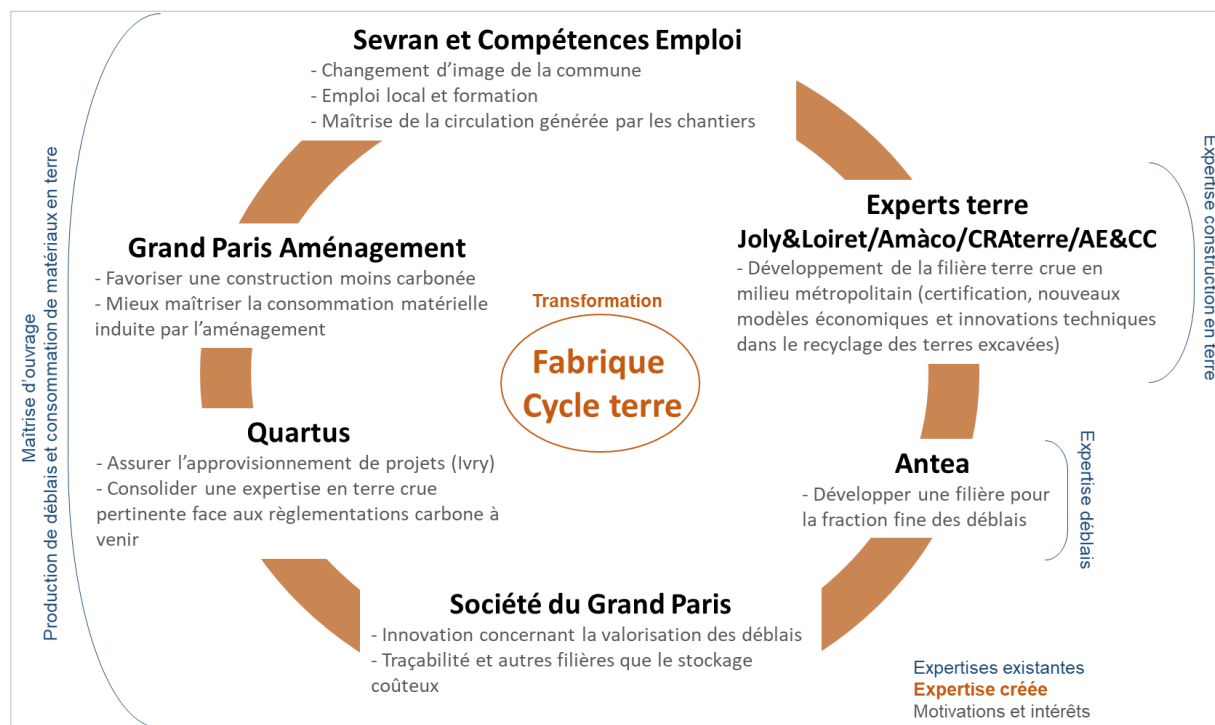 Sevran et Compétences Emploi
- Changement d’image de la commune
- Emploi local et formation
- Maîtrise de la circulation générée par les chantiers
Maîtrise d’ouvrage
Production de déblais et consommation de matériaux en terre
Grand Paris Aménagement
- Favoriser une construction moins carbonée
- Mieux maîtriser la consommation matérielle
induite par l’aménagement
Transformation
Fabrique
Cycle terre
Experts terre
Joly&Loiret/Amàco/CRAterre/AE&CC
- Développement de la filière terre crue en
milieu métropolitain (certification, nouveaux
modèles économiques et innovations techniques
dans le recyclage des terres excavées)
Expertise construction en terre
Quartus
- Assurer l’approvisionnement de projets (Ivry)
- Consolider une expertise en terre crue
pertinente face aux règlementations carbone à
venir
Antea
- Développer une filière pour
la fraction fine des déblais
Expertise déblais
Société du Grand Paris
- Innovation concernant la valorisation des déblais
- Traçabilité et autres filières que le stockage
coûteux
Expertises existantes
Expertise créée
Motivations et intérêts